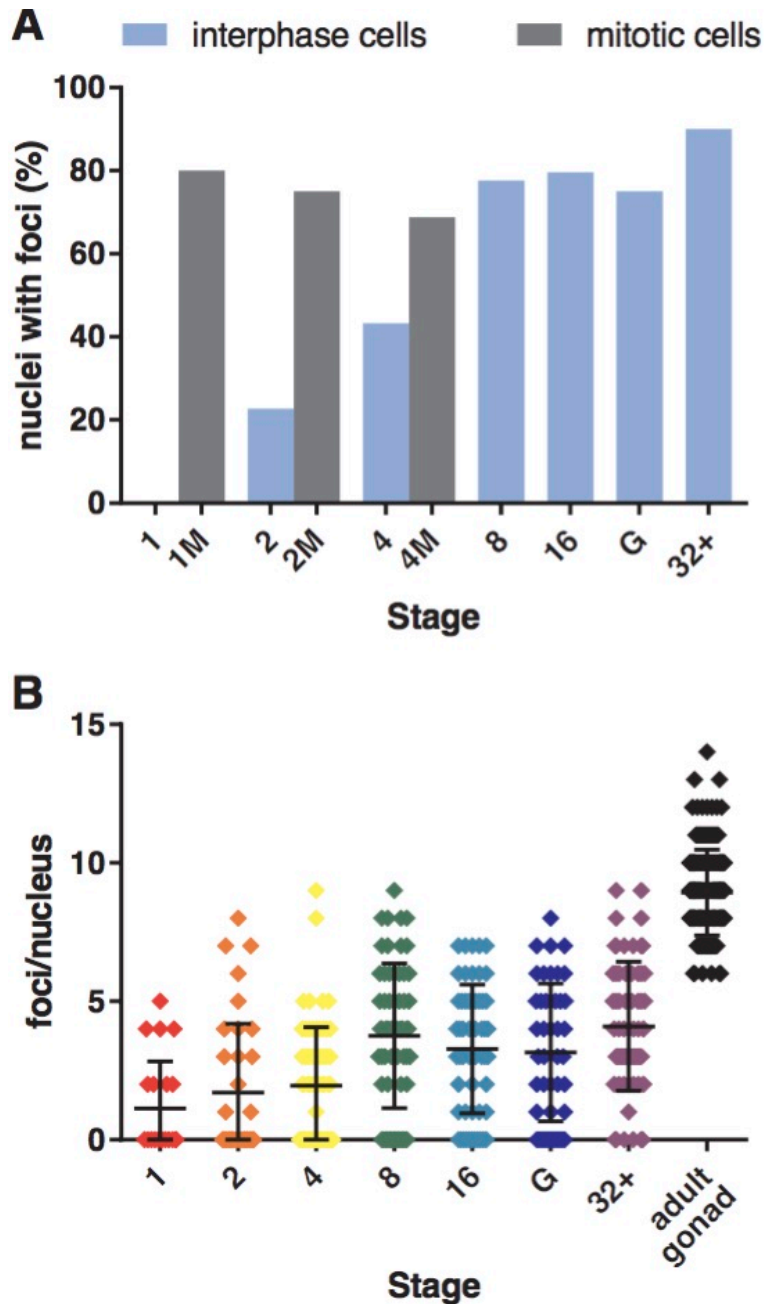 A
interphase cells mitotic cells
nuclei with foci (%)
100
80
60
40
20
0
1 1M 2 2M 4 4M 8 16 G 32+
Stage
B
foci/nucleus
15
10
5
0
1 2 4 8 16 G 32+ adult gonad
Stage